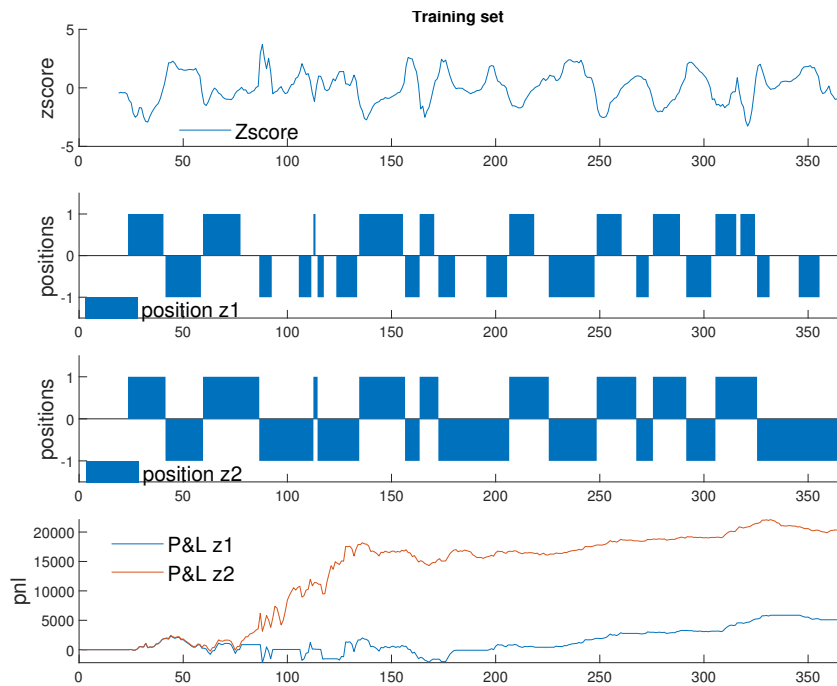 Training set
5
0
-5
zscore
Zscore
0 50 100 150 200 250 300 350
1
0
-1
positions
position z1
0 50 100 150 200 250 300 350
1
0
-1
positions
position z2
0 50 100 150 200 250 300 350
20000
15000
10000
5000
0
pnl
P&L z1
P&L z2
0 50 100 150 200 250 300 350